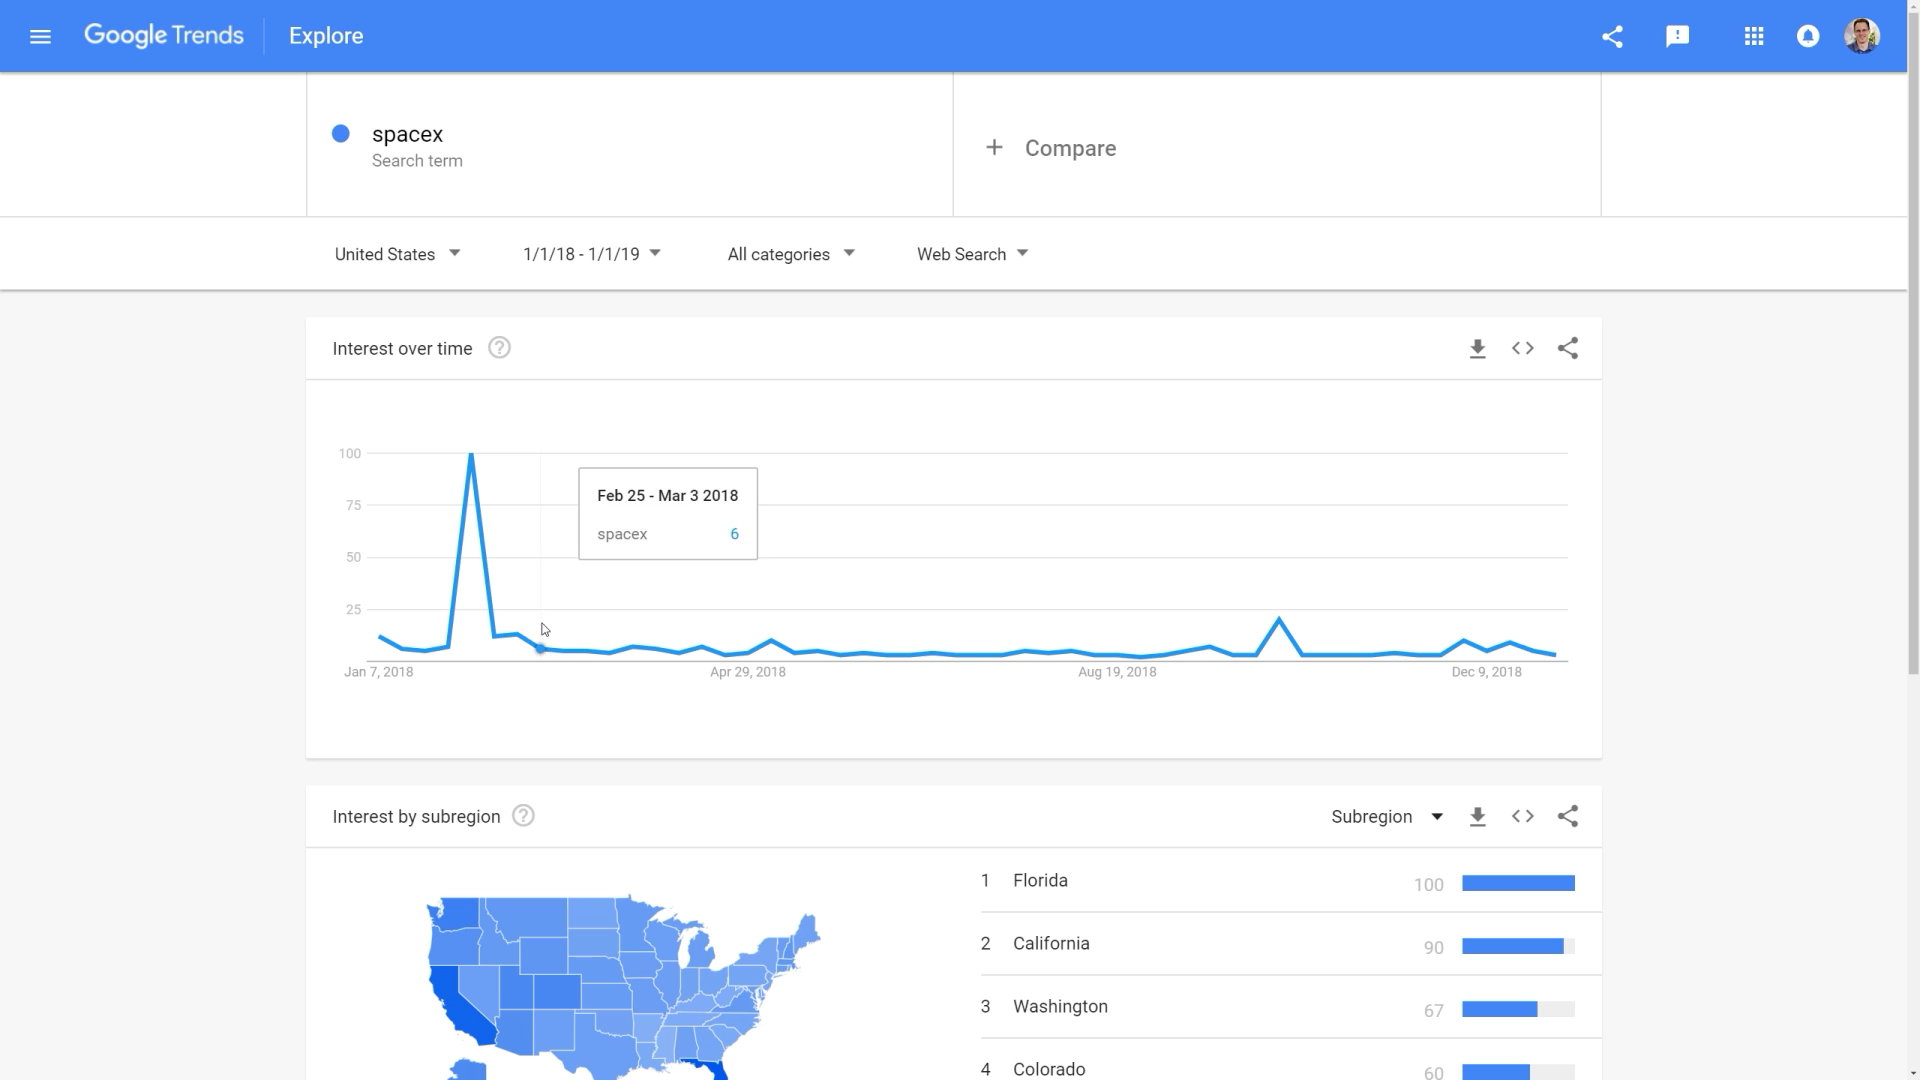 Google Trends
Explore
spacex
Search term
+ Compare
United States
1/1/18 - 1/1/19
All categories
Web Search
Interest over time
100
75
50
25
Feb 25 - Mar 3 2018
spacex 6
Jan 7, 2018
Apr 29, 2018
Aug 19, 2018
Dec 9, 2018
Interest by subregion
Subregion
1 Florida 100
2 California 90
3 Washington 67
4 Colorado 60